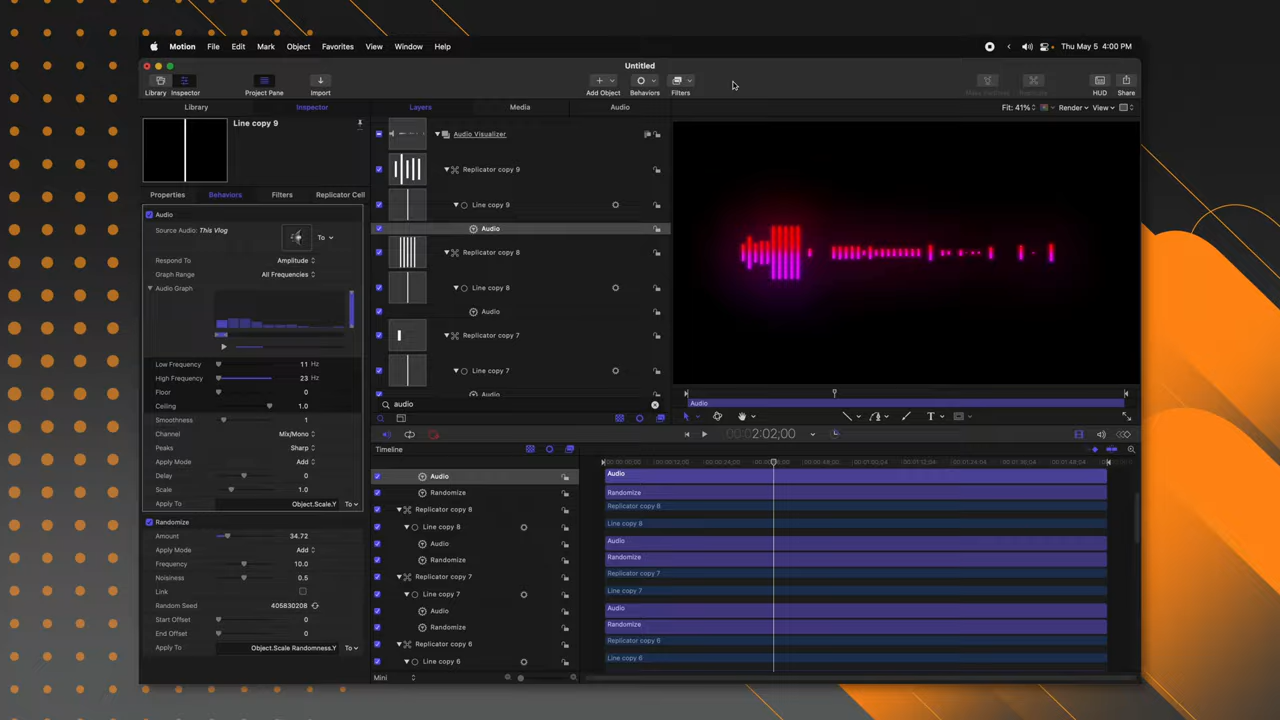 Motion File Edit Mark Object Favorites View Window Help Thu May 5 4:00 PM
Untitled
Library Inspector Project Pane Import Add Object Behaviors Filters HUD Share
Library Inspector Layers Media Audio Fit: 41% Render View
Line copy 9
Properties Behaviors Filters Replicator Cell
Audio
Source Audio: This Vlog To
Respond To Amplitude
Graph Range All Frequencies
Audio Graph
Low Frequency 11 Hz
High Frequency 23 Hz
Floor 0
Ceiling 1.0
Smoothness 1
Channel Mix/Mono
Peaks Sharp
Apply Mode Add
Delay 0
Scale 1.0
Apply To Object.Scale.Y To
Randomize
Amount 34.72
Apply Mode Add
Frequency 10.0
Noisiness 0.5
Link
Random Seed 405830208
Start Offset 0
End Offset 0
Apply To Object.Scale Randomness.Y To
Audio Visualizer
Replicator copy 9
Line copy 9
Audio
Replicator copy 8
Line copy 8
Audio
Replicator copy 7
Line copy 7
Audio
audio
Audio
T
00:00:02:02;00
Timeline
Audio
Randomize
Replicator copy 8
Line copy 8
Audio
Randomize
Replicator copy 7
Line copy 7
Audio
Randomize
Replicator copy 6
Line copy 6
Mini
Audio
Randomize
Replicator copy 8
Line copy 8
Audio
Randomize
Replicator copy 7
Line copy 7
Audio
Randomize
Replicator copy 6
Line copy 6